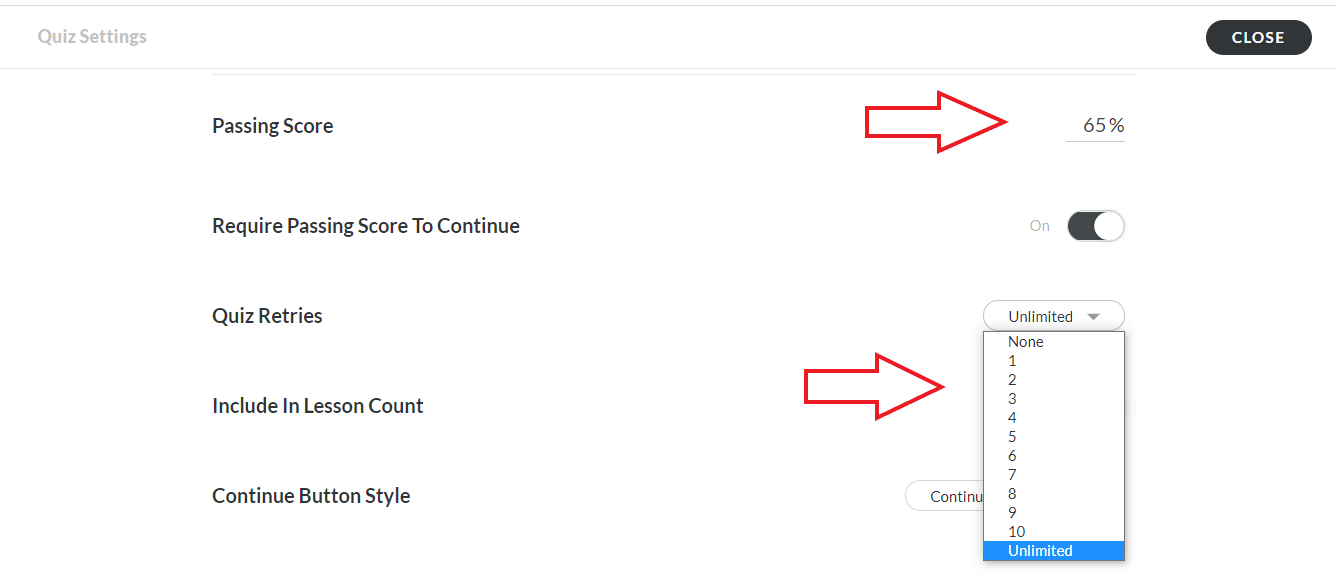 Quiz Settings
CLOSE
Passing Score
65 %
Require Passing Score To Continue
On
Quiz Retries
Unlimited
None
1
2
3
4
5
6
7
8
9
10
Unlimited
Include In Lesson Count
Continue Button Style
Continu